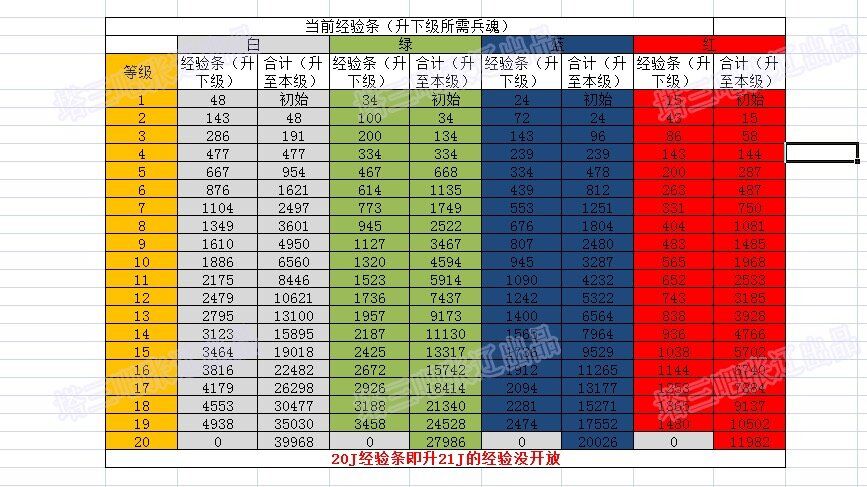 当前经验条（升下级所需兵魂）
白 绿 蓝 红
等级 经验条（升下级） 合计（升至本级） 经验条（升下级） 合计（升至本级） 经验条（升下级） 合计（升至本级） 经验条（升下级） 合计（升至本级）
1 48 初始 34 初始 24 初始 15 初始
2 143 48 100 34 72 24 43 15
3 286 191 200 134 143 96 86 58
4 477 477 334 334 239 239 143 144
5 667 954 467 668 334 478 200 287
6 876 1621 614 1135 439 812 263 487
7 1104 2497 773 1749 553 1251 331 750
8 1349 3601 945 2522 676 1804 404 1081
9 1610 4950 1127 3467 807 2480 483 1485
10 1886 6560 1320 4594 945 3287 565 1968
11 2175 8446 1523 5914 1090 4232 652 2533
12 2479 10621 1736 7437 1242 5322 743 3185
13 2795 13100 1957 9173 1400 6564 838 3928
14 3123 15895 2187 11130 1565 7964 936 4766
15 3464 19018 2425 13317 1736 9529 1038 5702
16 3816 22482 2672 15742 1912 11265 1144 6740
17 4179 26298 2926 18414 2094 13177 1253 7884
18 4553 30477 3188 21340 2281 15271 1365 9137
19 4938 35030 3458 24528 2474 17552 1480 10502
20 0 39968 0 27986 0 20026 0 11982
20J经验条即升21J的经验没开放